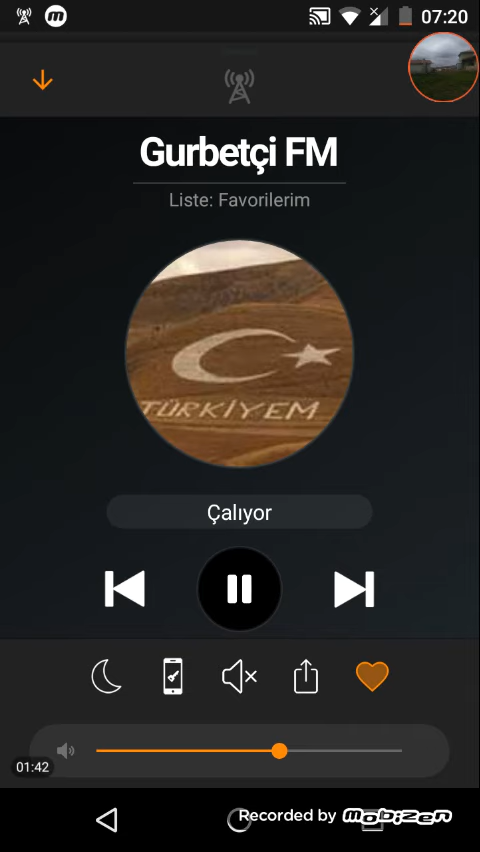 07:20
Gurbetçi FM
Liste: Favorilerim
TÜRKİYEM
Çalıyor
01:42
Recorded by Mobizen